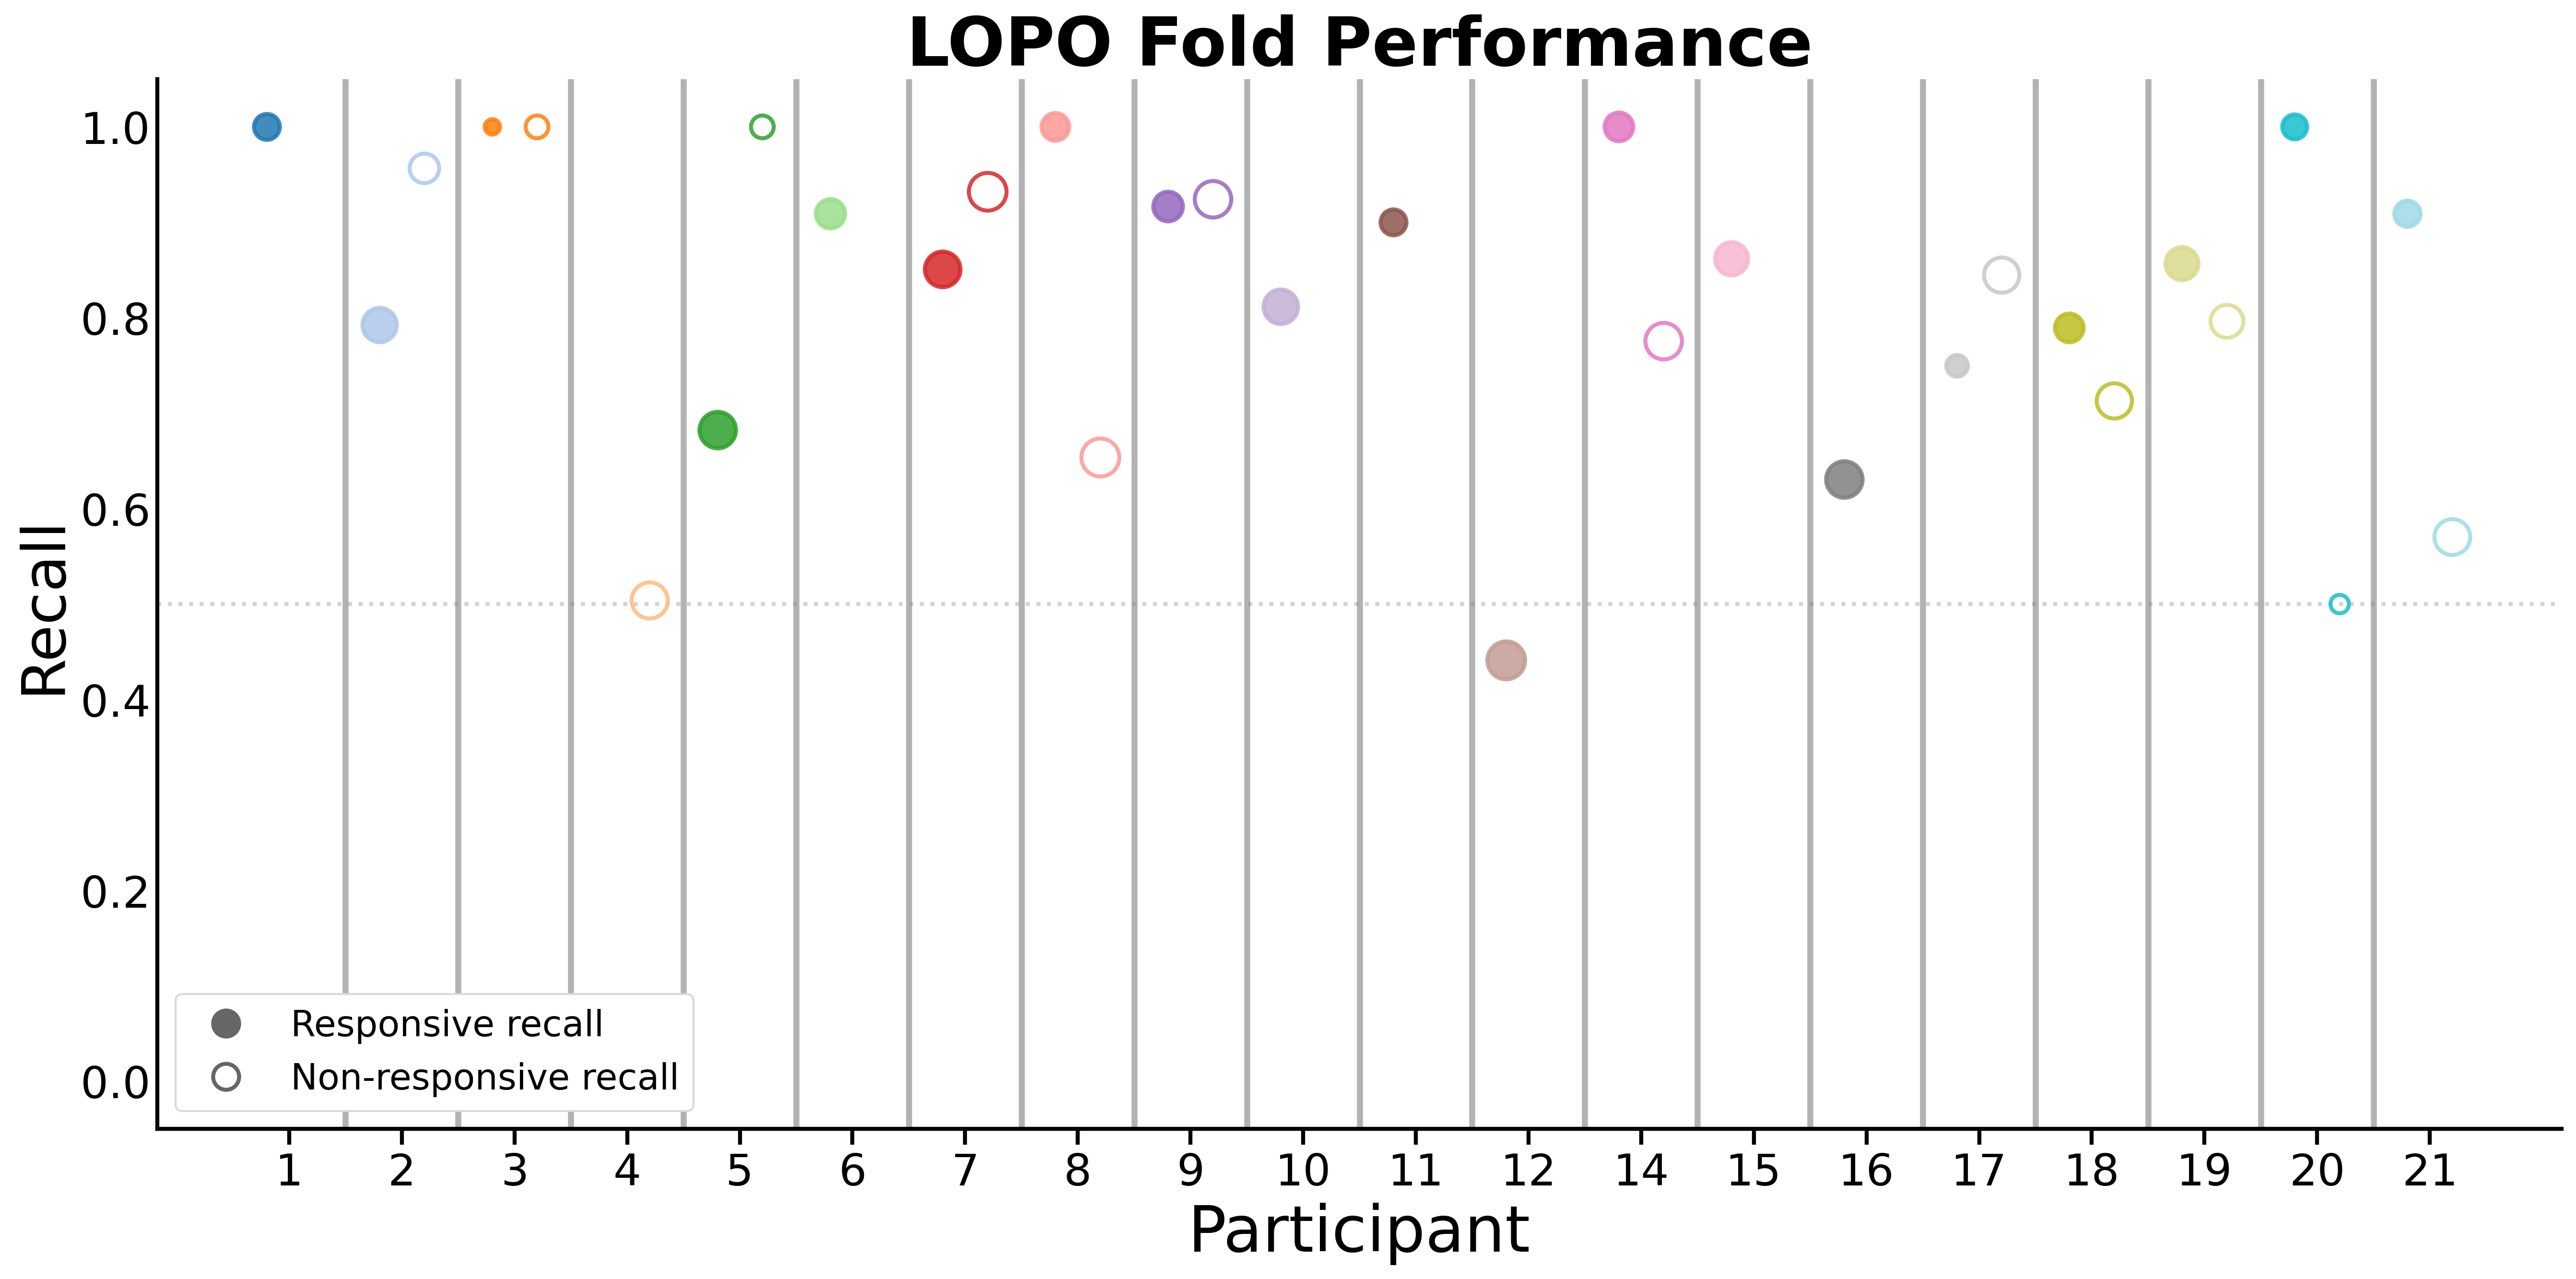 LOPO Fold Performance
1.0
0.8
0.6
0.4
0.2
0.0
Recall
Responsive recall
Non-responsive recall
1 2 3 4 5 6 7 8 9 10 11 12 14 15 16 17 18 19 20 21
Participant